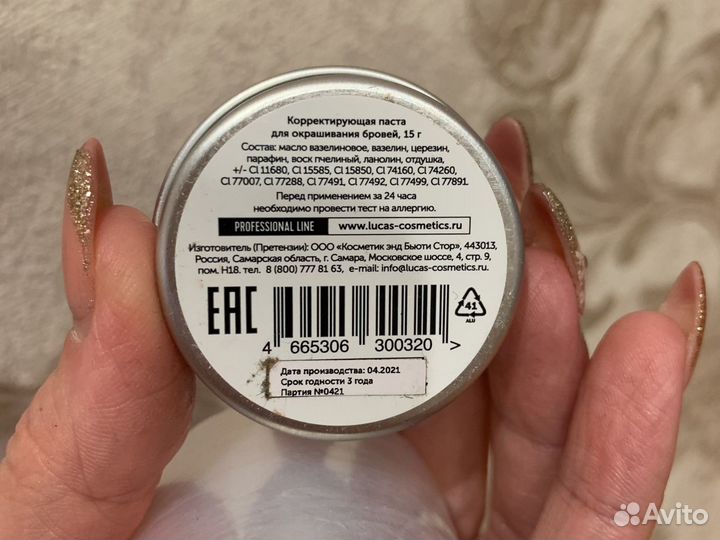 Корректирующая паста
для окрашивания бровей, 15 г
Состав: масло вазелиновое, вазелин, церезин,
парафин, воск пчелиный, ланолин, отдушка,
+/- CI 11680, CI 15585, CI 15850, CI 74160, CI 74260,
CI 77007, CI 77288, CI 77491, CI 77492, CI 77499, CI 77891.
Перед применением за 24 часа
необходимо провести тест на аллергию.
PROFESSIONAL LINE www.lucas-cosmetics.ru
Изготовитель (Претензии): ООО «Косметик энд Бьюти Стор», 443013,
Россия, Самарская область, г. Самара, Московское шоссе, 4, стр. 9,
пом. Н18. тел. 8 (800) 777 81 63, e-mail: info@lucas-cosmetics.ru.
EAC
41
ALU
4 665306 300320 >
Дата производства: 04.2021
Срок годности 3 года
Партия №0421
Avito